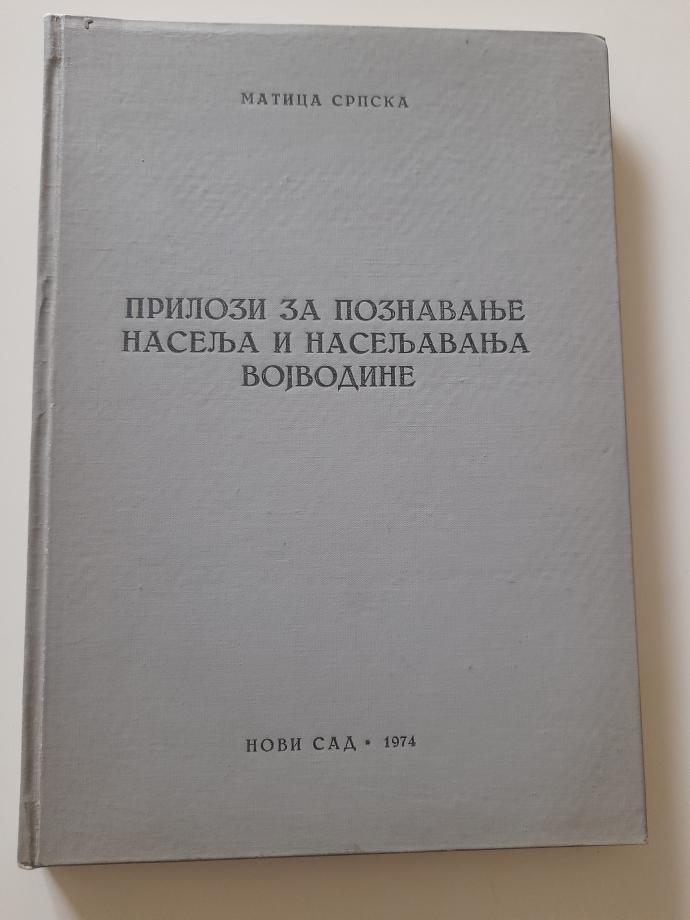 МАТИЦА СРПСКА
ПРИЛОЗИ ЗА ПОЗНАВАЊЕ
НАСЕЉА И НАСЕЉАВАЊА
ВОЈВОДИНЕ
НОВИ САД • 1974